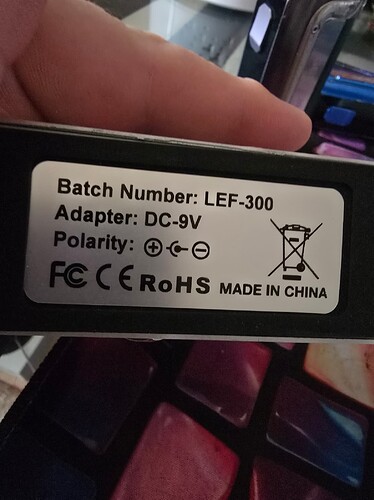 Batch Number: LEF-300
Adapter: DC-9V
Polarity:
FC CE RoHS MADE IN CHINA